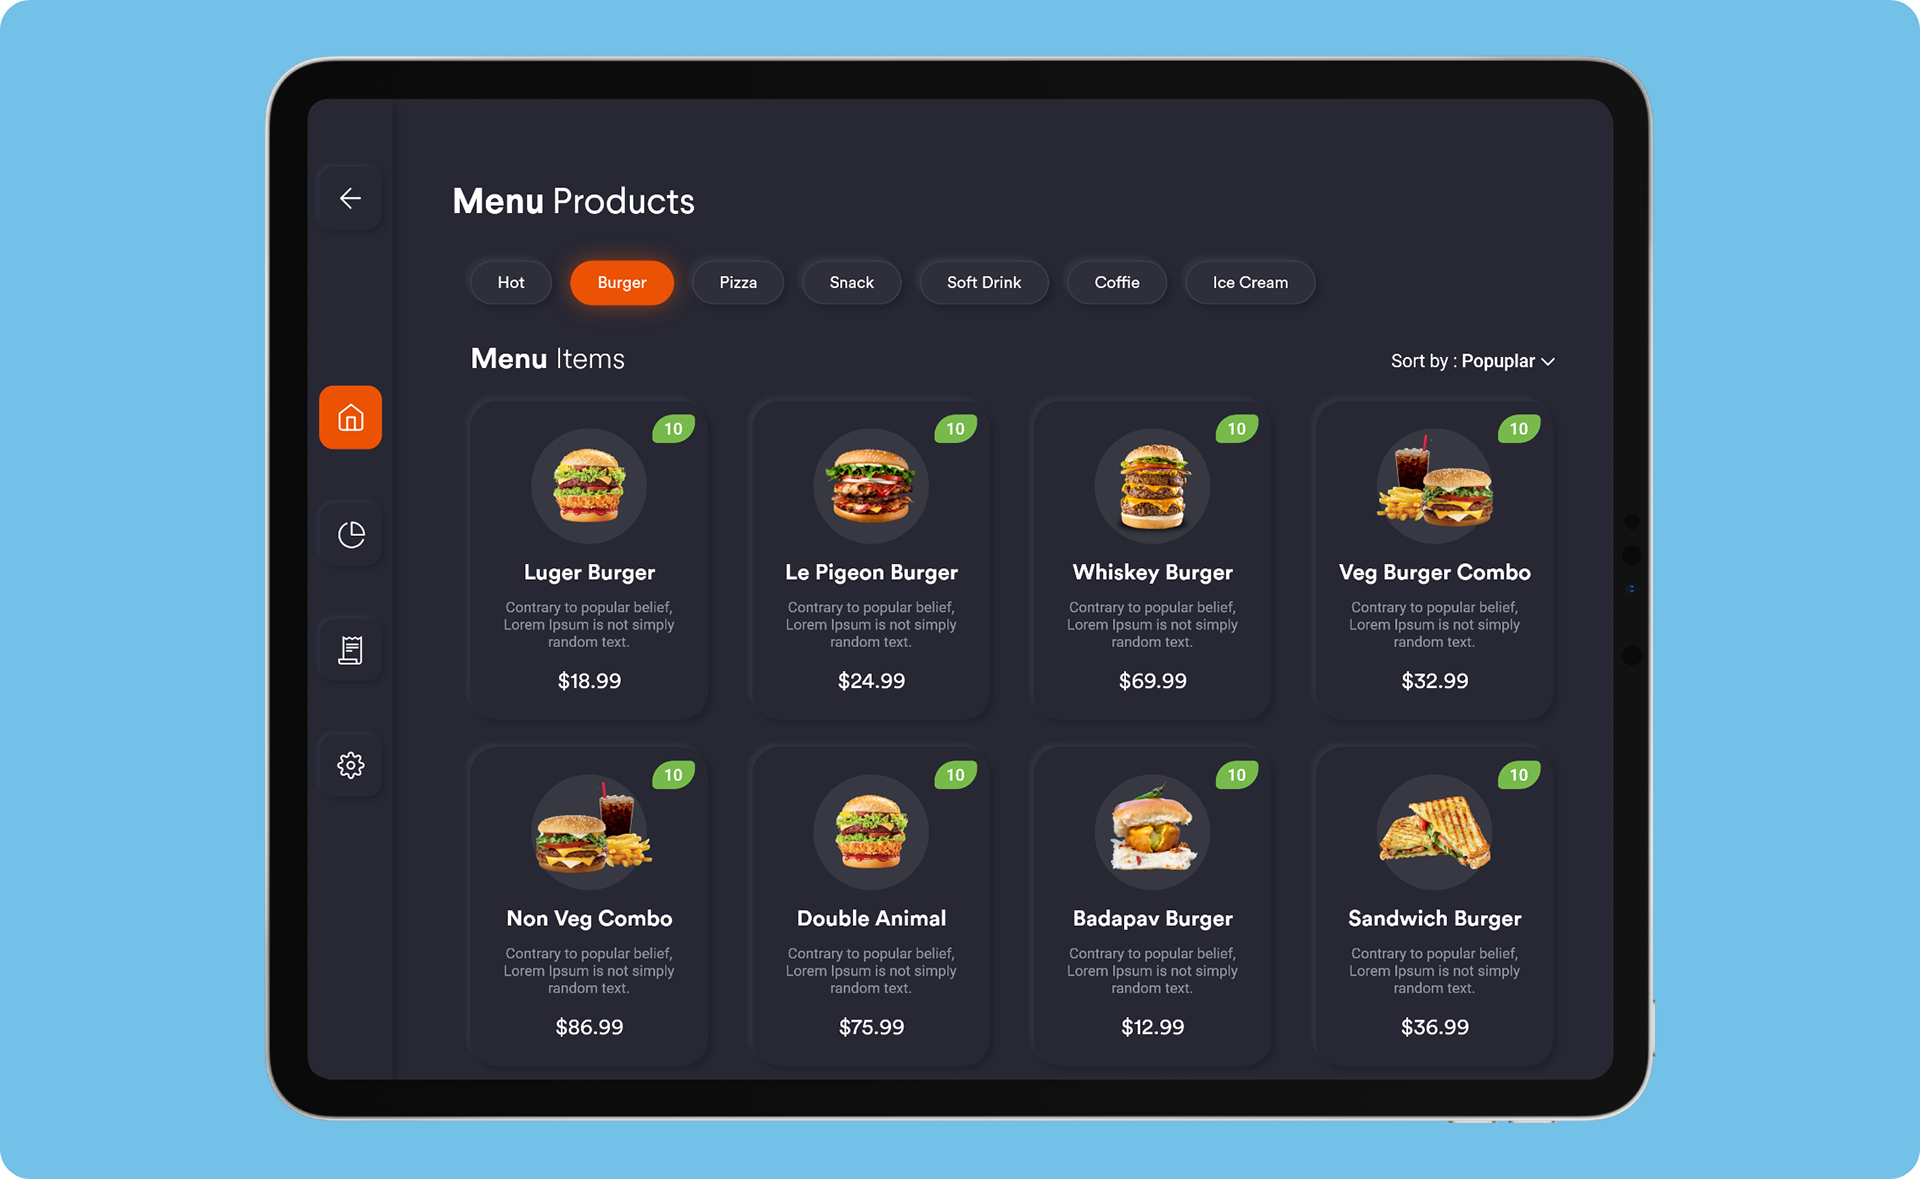 Menu Products
Hot Burger Pizza Snack Soft Drink Coffie Ice Cream
Menu Items
Sort by : Popuplar
10
Luger Burger
Contrary to popular belief,
Lorem Ipsum is not simply
random text.
$18.99
10
Le Pigeon Burger
Contrary to popular belief,
Lorem Ipsum is not simply
random text.
$24.99
10
Whiskey Burger
Contrary to popular belief,
Lorem Ipsum is not simply
random text.
$69.99
10
Veg Burger Combo
Contrary to popular belief,
Lorem Ipsum is not simply
random text.
$32.99
10
Non Veg Combo
Contrary to popular belief,
Lorem Ipsum is not simply
random text.
$86.99
10
Double Animal
Contrary to popular belief,
Lorem Ipsum is not simply
random text.
$75.99
10
Badapav Burger
Contrary to popular belief,
Lorem Ipsum is not simply
random text.
$12.99
10
Sandwich Burger
Contrary to popular belief,
Lorem Ipsum is not simply
random text.
$36.99